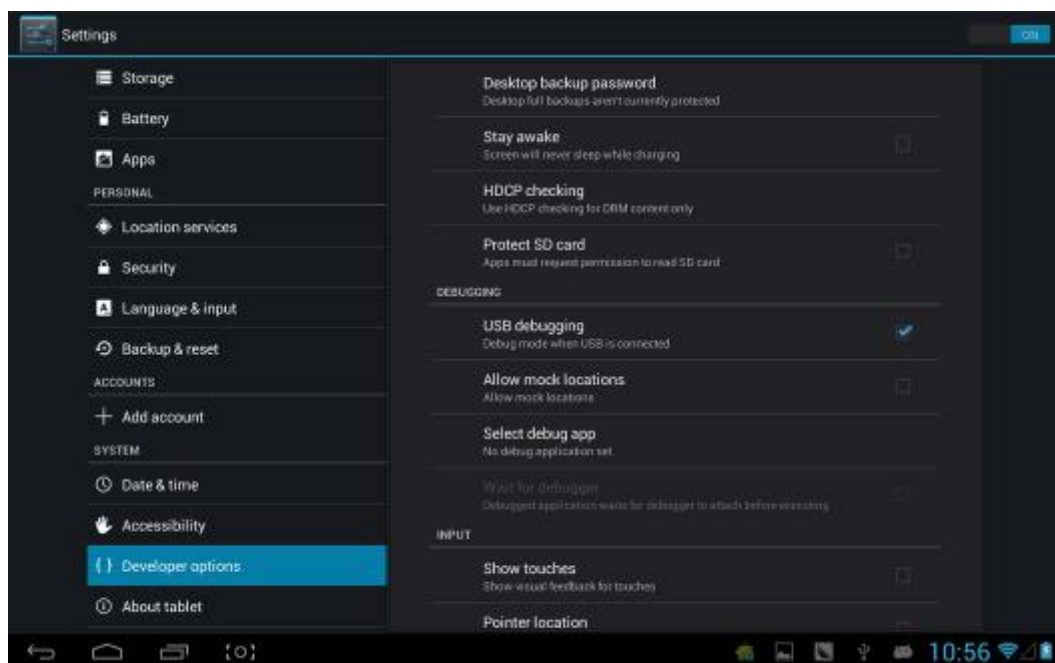 Settings
ON
Storage
Battery
Apps
PERSONAL
Location services
Security
Language & input
Backup & reset
ACCOUNTS
Add account
SYSTEM
Date & time
Accessibility
{ } Developer options
About tablet
Desktop backup password
Desktop full backups aren't currently protected
Stay awake
Screen will never sleep while charging
HDCP checking
Use HDCP checking for DRM content only
Protect SD card
Apps must request permission to read SD card
DEBUGGING
USB debugging
Debug mode when USB is connected
Allow mock locations
Allow mock locations
Select debug app
No debug application set
Wait for debugger
Debugged application waits for debugger to attach before executing
INPUT
Show touches
Show visual feedback for touches
Pointer location
10:56